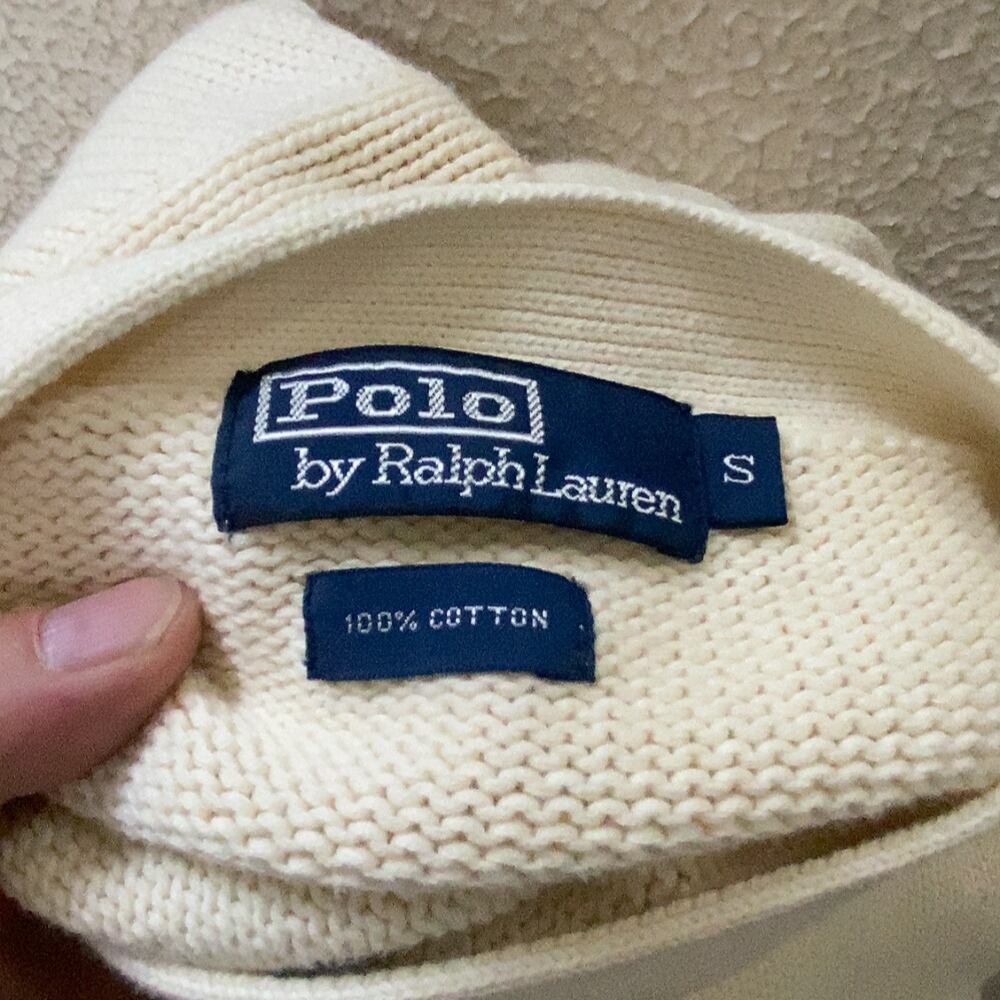 Polo
by Ralph Lauren
S
100% COTTON